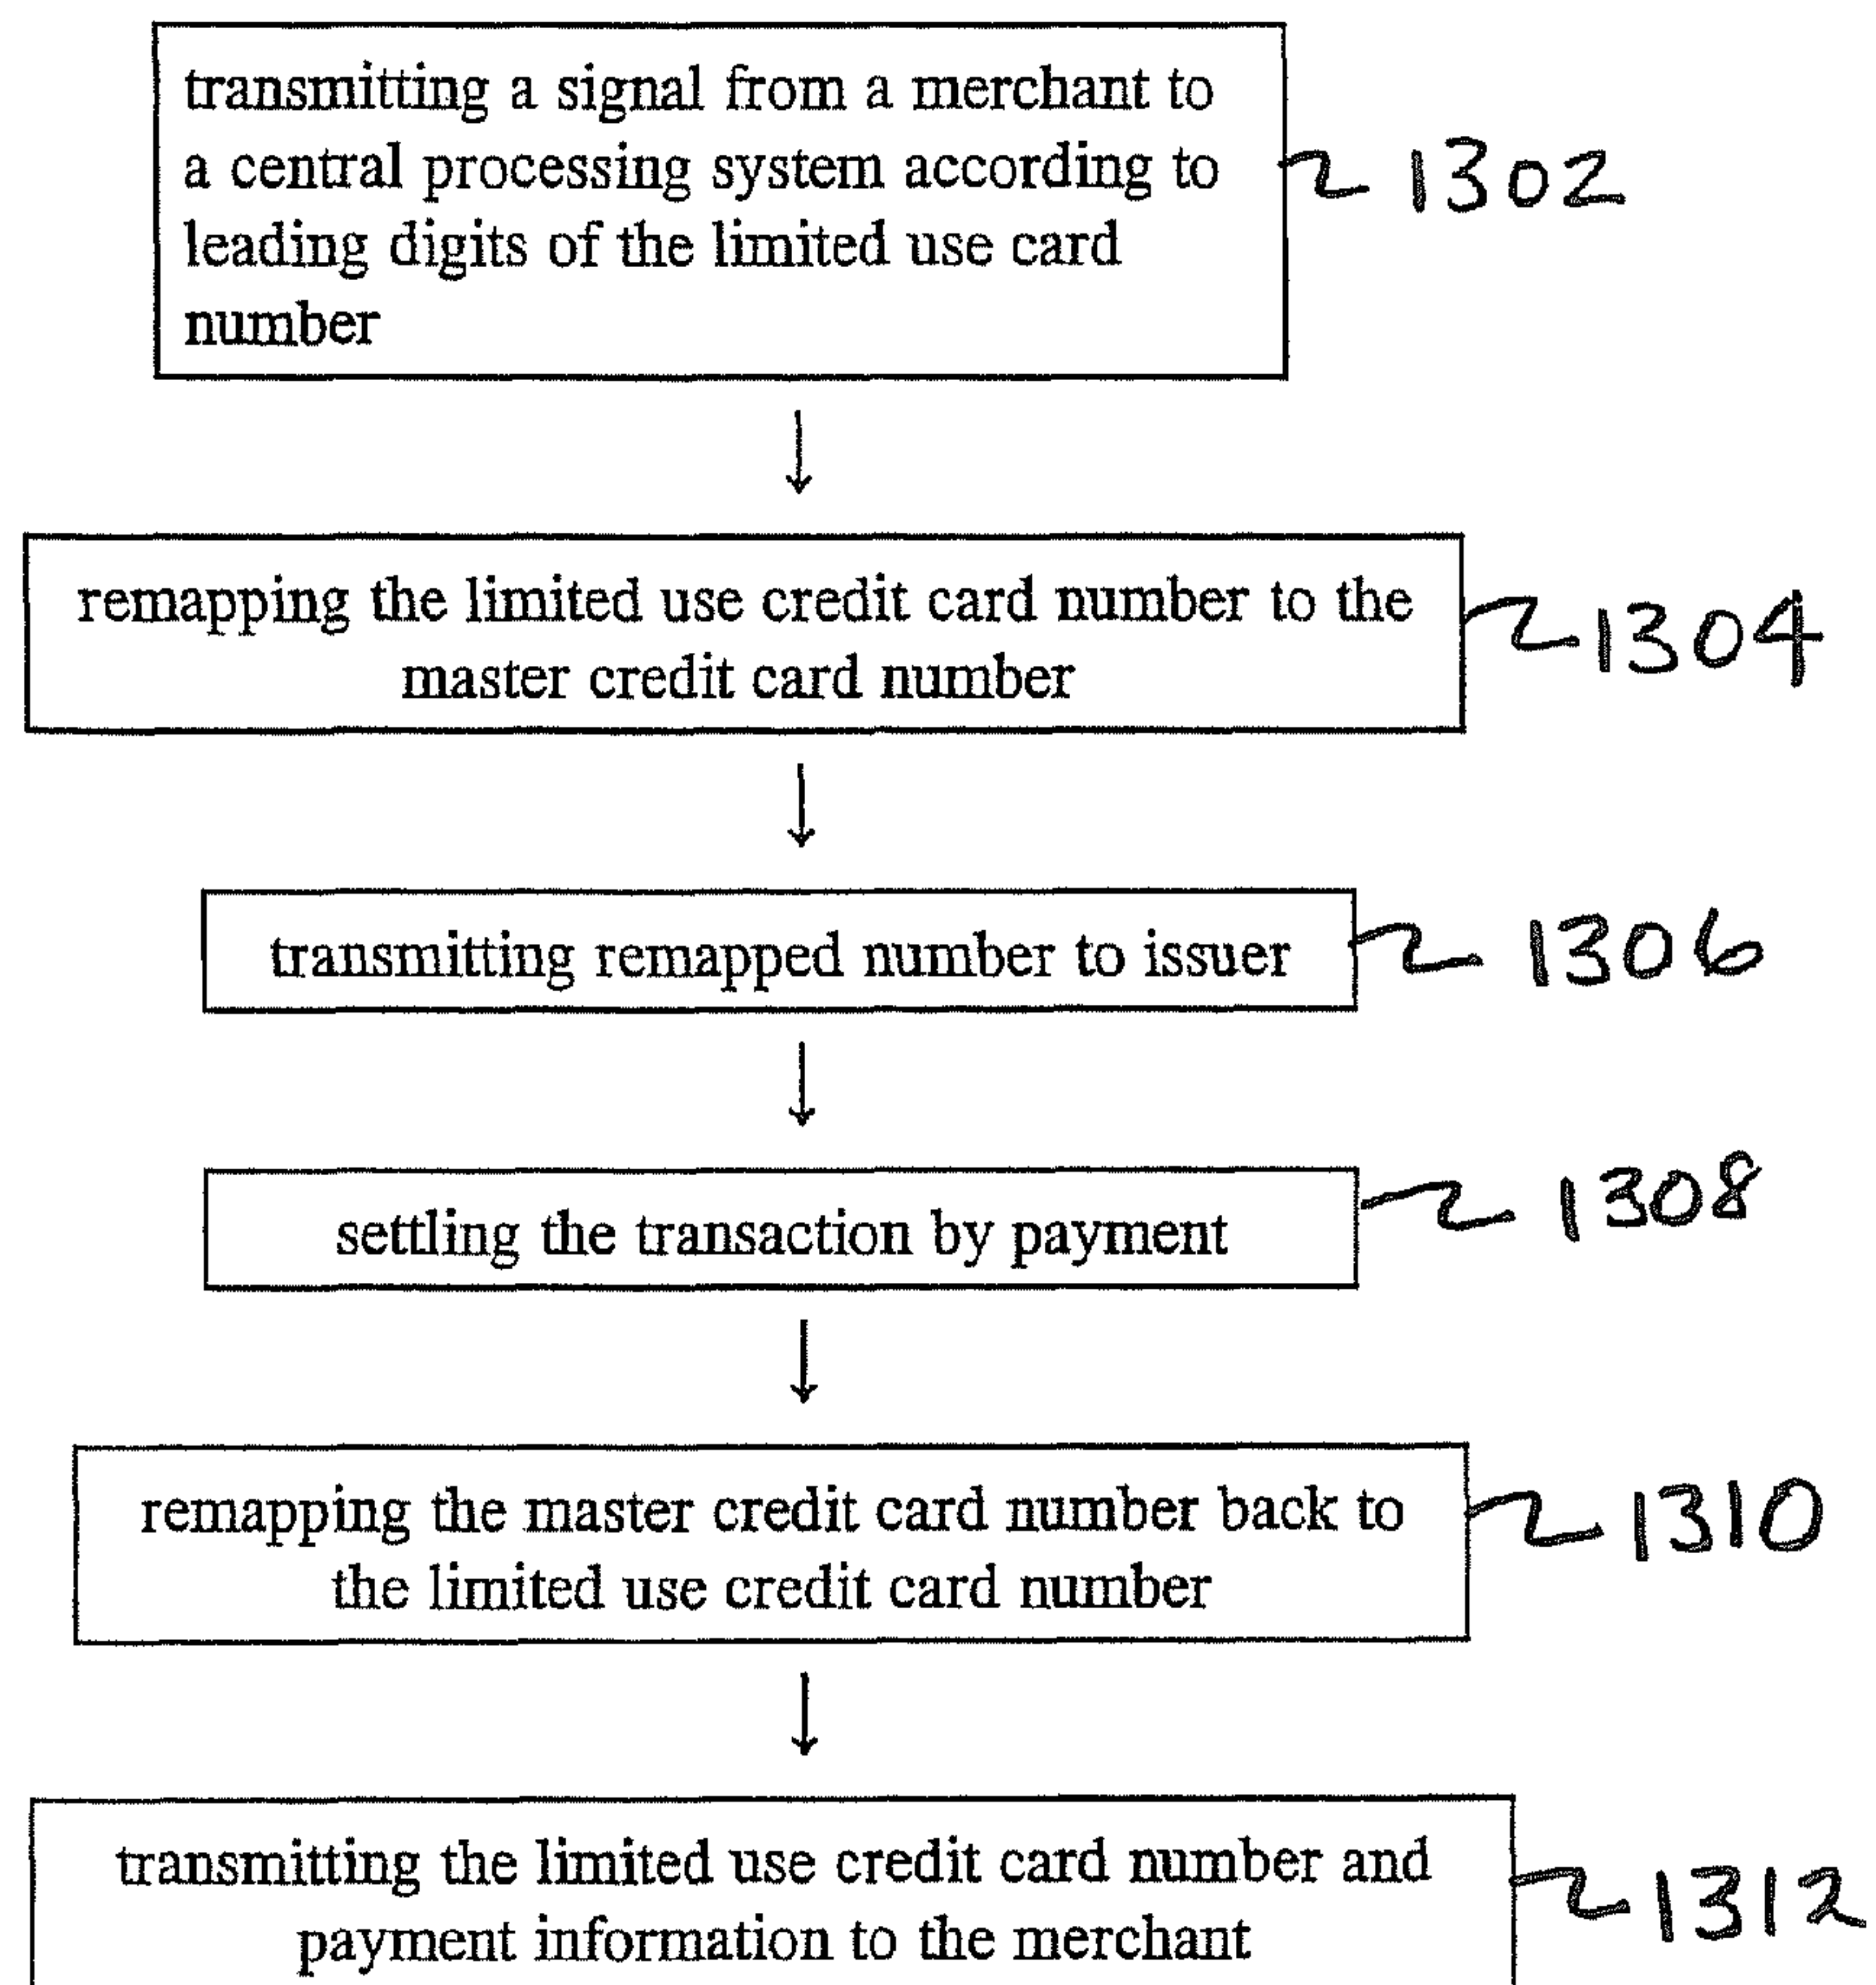 transmitting a signal from a merchant to
a central processing system according to
leading digits of the limited use card
number
1302
remapping the limited use credit card number to the
master credit card number
1304
transmitting remapped number to issuer
1306
settling the transaction by payment
1308
remapping the master credit card number back to
the limited use credit card number
1310
transmitting the limited use credit card number and
payment information to the merchant
1312